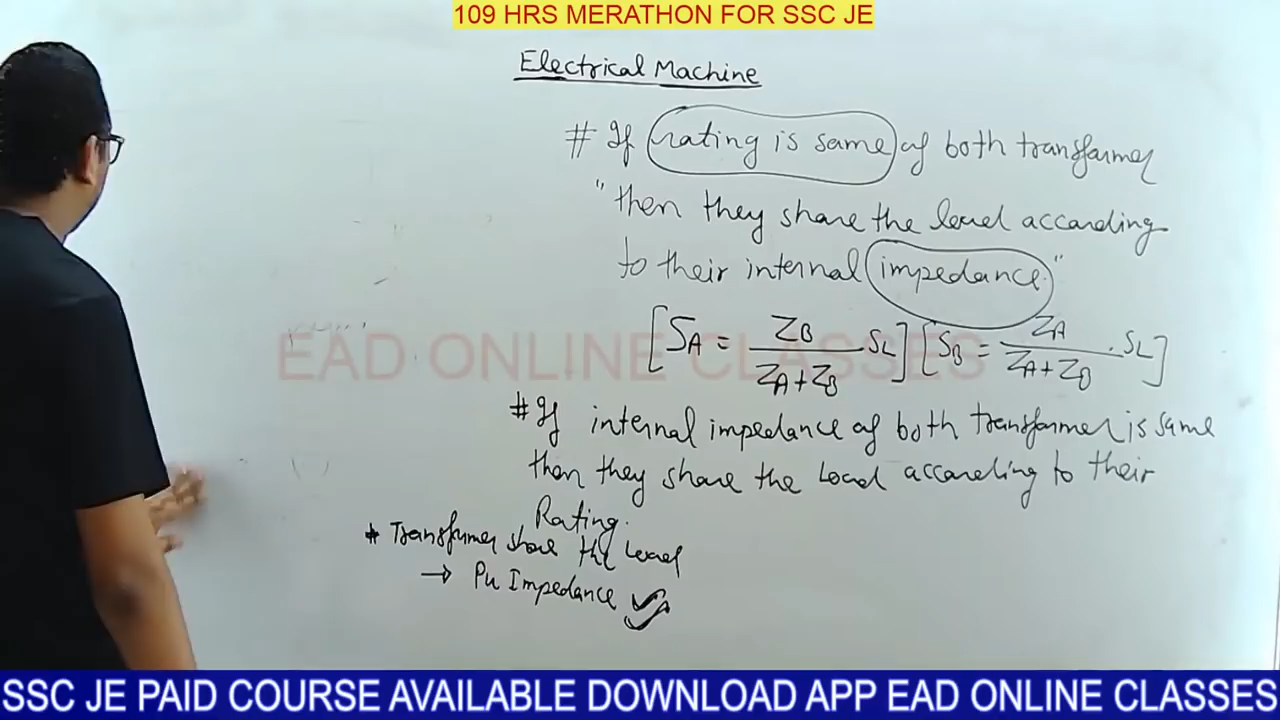 109 HRS MERATHON FOR SSC JE
Electrical Machine
# If rating is same of both transformer
"then they share the load according
to their internal impedance."
[SA = ZB / ZA+ZB SL] [SB = ZA / ZA+ZB . SL]
EAD ONLINE CLASSES
# If internal impedance of both transformer is same
then they share the Load according to their
Rating.
* Transfumer share the Load
→ Pu Impedance
SSC JE PAID COURSE AVAILABLE DOWNLOAD APP EAD ONLINE CLASSES